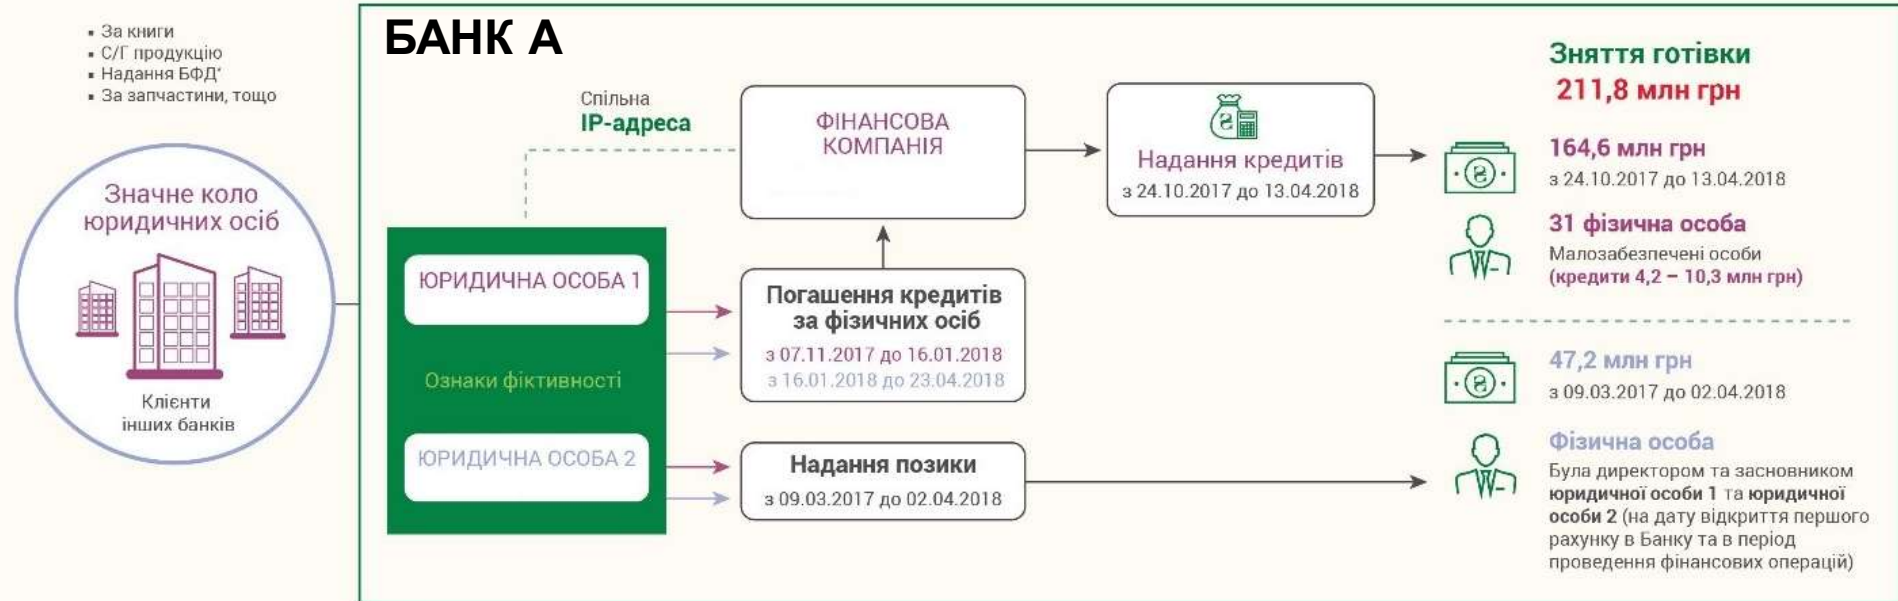 ▪ За книги
▪ С/Г продукцію
▪ Надання БФД*
▪ За запчастини, тощо
Значне коло
юридичних осіб
Клієнти
інших банків
БАНК А
Спільна
ІР-адреса
ЮРИДИЧНА ОСОБА 1
Ознаки фіктивності
ЮРИДИЧНА ОСОБА 2
ФІНАНСОВА
КОМПАНІЯ
Погашення кредитів
за фізичних осіб
з 07.11.2017 до 16.01.2018
з 16.01.2018 до 23.04.2018
Надання позики
з 09.03.2017 до 02.04.2018
Надання кредитів
з 24.10.2017 до 13.04.2018
Зняття готівки
211,8 млн грн
164,6 млн грн
з 24.10.2017 до 13.04.2018
31 фізична особа
Малозабезпечені особи
(кредити 4,2 – 10,3 млн грн)
47,2 млн грн
з 09.03.2017 до 02.04.2018
Фізична особа
Була директором та засновником
юридичної особи 1 та юридичної
особи 2 (на дату відкриття першого
рахунку в Банку та в період
проведення фінансових операцій)